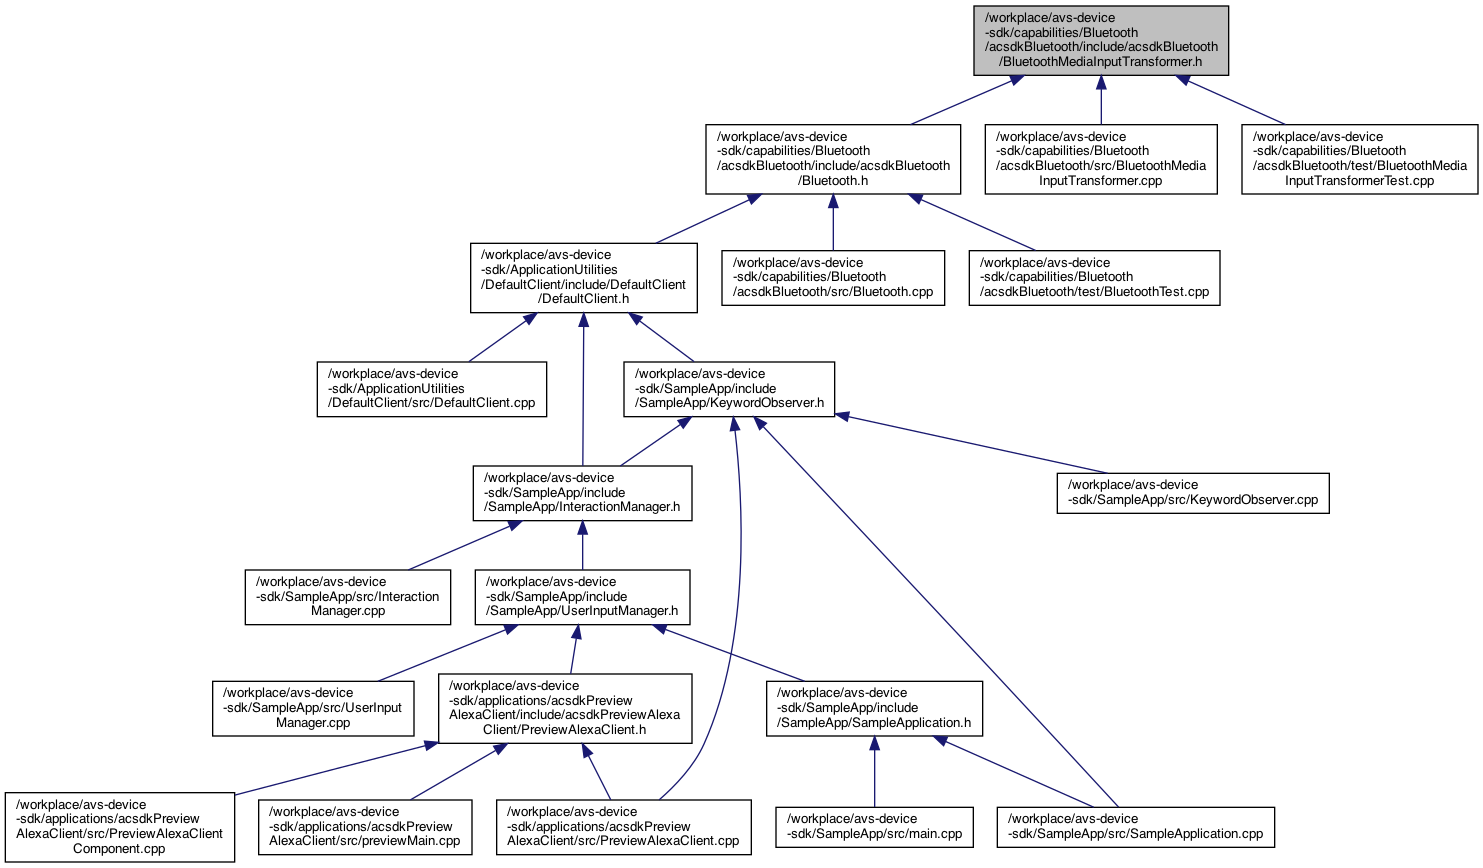 /workplace/avs-device
-sdk/capabilities/Bluetooth
/acsdkBluetooth/include/acsdkBluetooth
/BluetoothMediaInputTransformer.h
/workplace/avs-device
-sdk/capabilities/Bluetooth
/acsdkBluetooth/include/acsdkBluetooth
/Bluetooth.h
/workplace/avs-device
-sdk/capabilities/Bluetooth
/acsdkBluetooth/src/BluetoothMedia
InputTransformer.cpp
/workplace/avs-device
-sdk/capabilities/Bluetooth
/acsdkBluetooth/test/BluetoothMedia
InputTransformerTest.cpp
/workplace/avs-device
-sdk/ApplicationUtilities
/DefaultClient/include/DefaultClient
/DefaultClient.h
/workplace/avs-device
-sdk/capabilities/Bluetooth
/acsdkBluetooth/src/Bluetooth.cpp
/workplace/avs-device
-sdk/capabilities/Bluetooth
/acsdkBluetooth/test/BluetoothTest.cpp
/workplace/avs-device
-sdk/ApplicationUtilities
/DefaultClient/src/DefaultClient.cpp
/workplace/avs-device
-sdk/SampleApp/include
/SampleApp/KeywordObserver.h
/workplace/avs-device
-sdk/SampleApp/include
/SampleApp/InteractionManager.h
/workplace/avs-device
-sdk/SampleApp/src/KeywordObserver.cpp
/workplace/avs-device
-sdk/SampleApp/src/Interaction
Manager.cpp
/workplace/avs-device
-sdk/SampleApp/include
/SampleApp/UserInputManager.h
/workplace/avs-device
-sdk/SampleApp/src/UserInput
Manager.cpp
/workplace/avs-device
-sdk/applications/acsdkPreview
AlexaClient/include/acsdkPreviewAlexa
Client/PreviewAlexaClient.h
/workplace/avs-device
-sdk/SampleApp/include
/SampleApp/SampleApplication.h
/workplace/avs-device
-sdk/applications/acsdkPreview
AlexaClient/src/PreviewAlexaClient
Component.cpp
/workplace/avs-device
-sdk/applications/acsdkPreview
AlexaClient/src/previewMain.cpp
/workplace/avs-device
-sdk/applications/acsdkPreview
AlexaClient/src/PreviewAlexaClient.cpp
/workplace/avs-device
-sdk/SampleApp/src/main.cpp
/workplace/avs-device
-sdk/SampleApp/src/SampleApplication.cpp